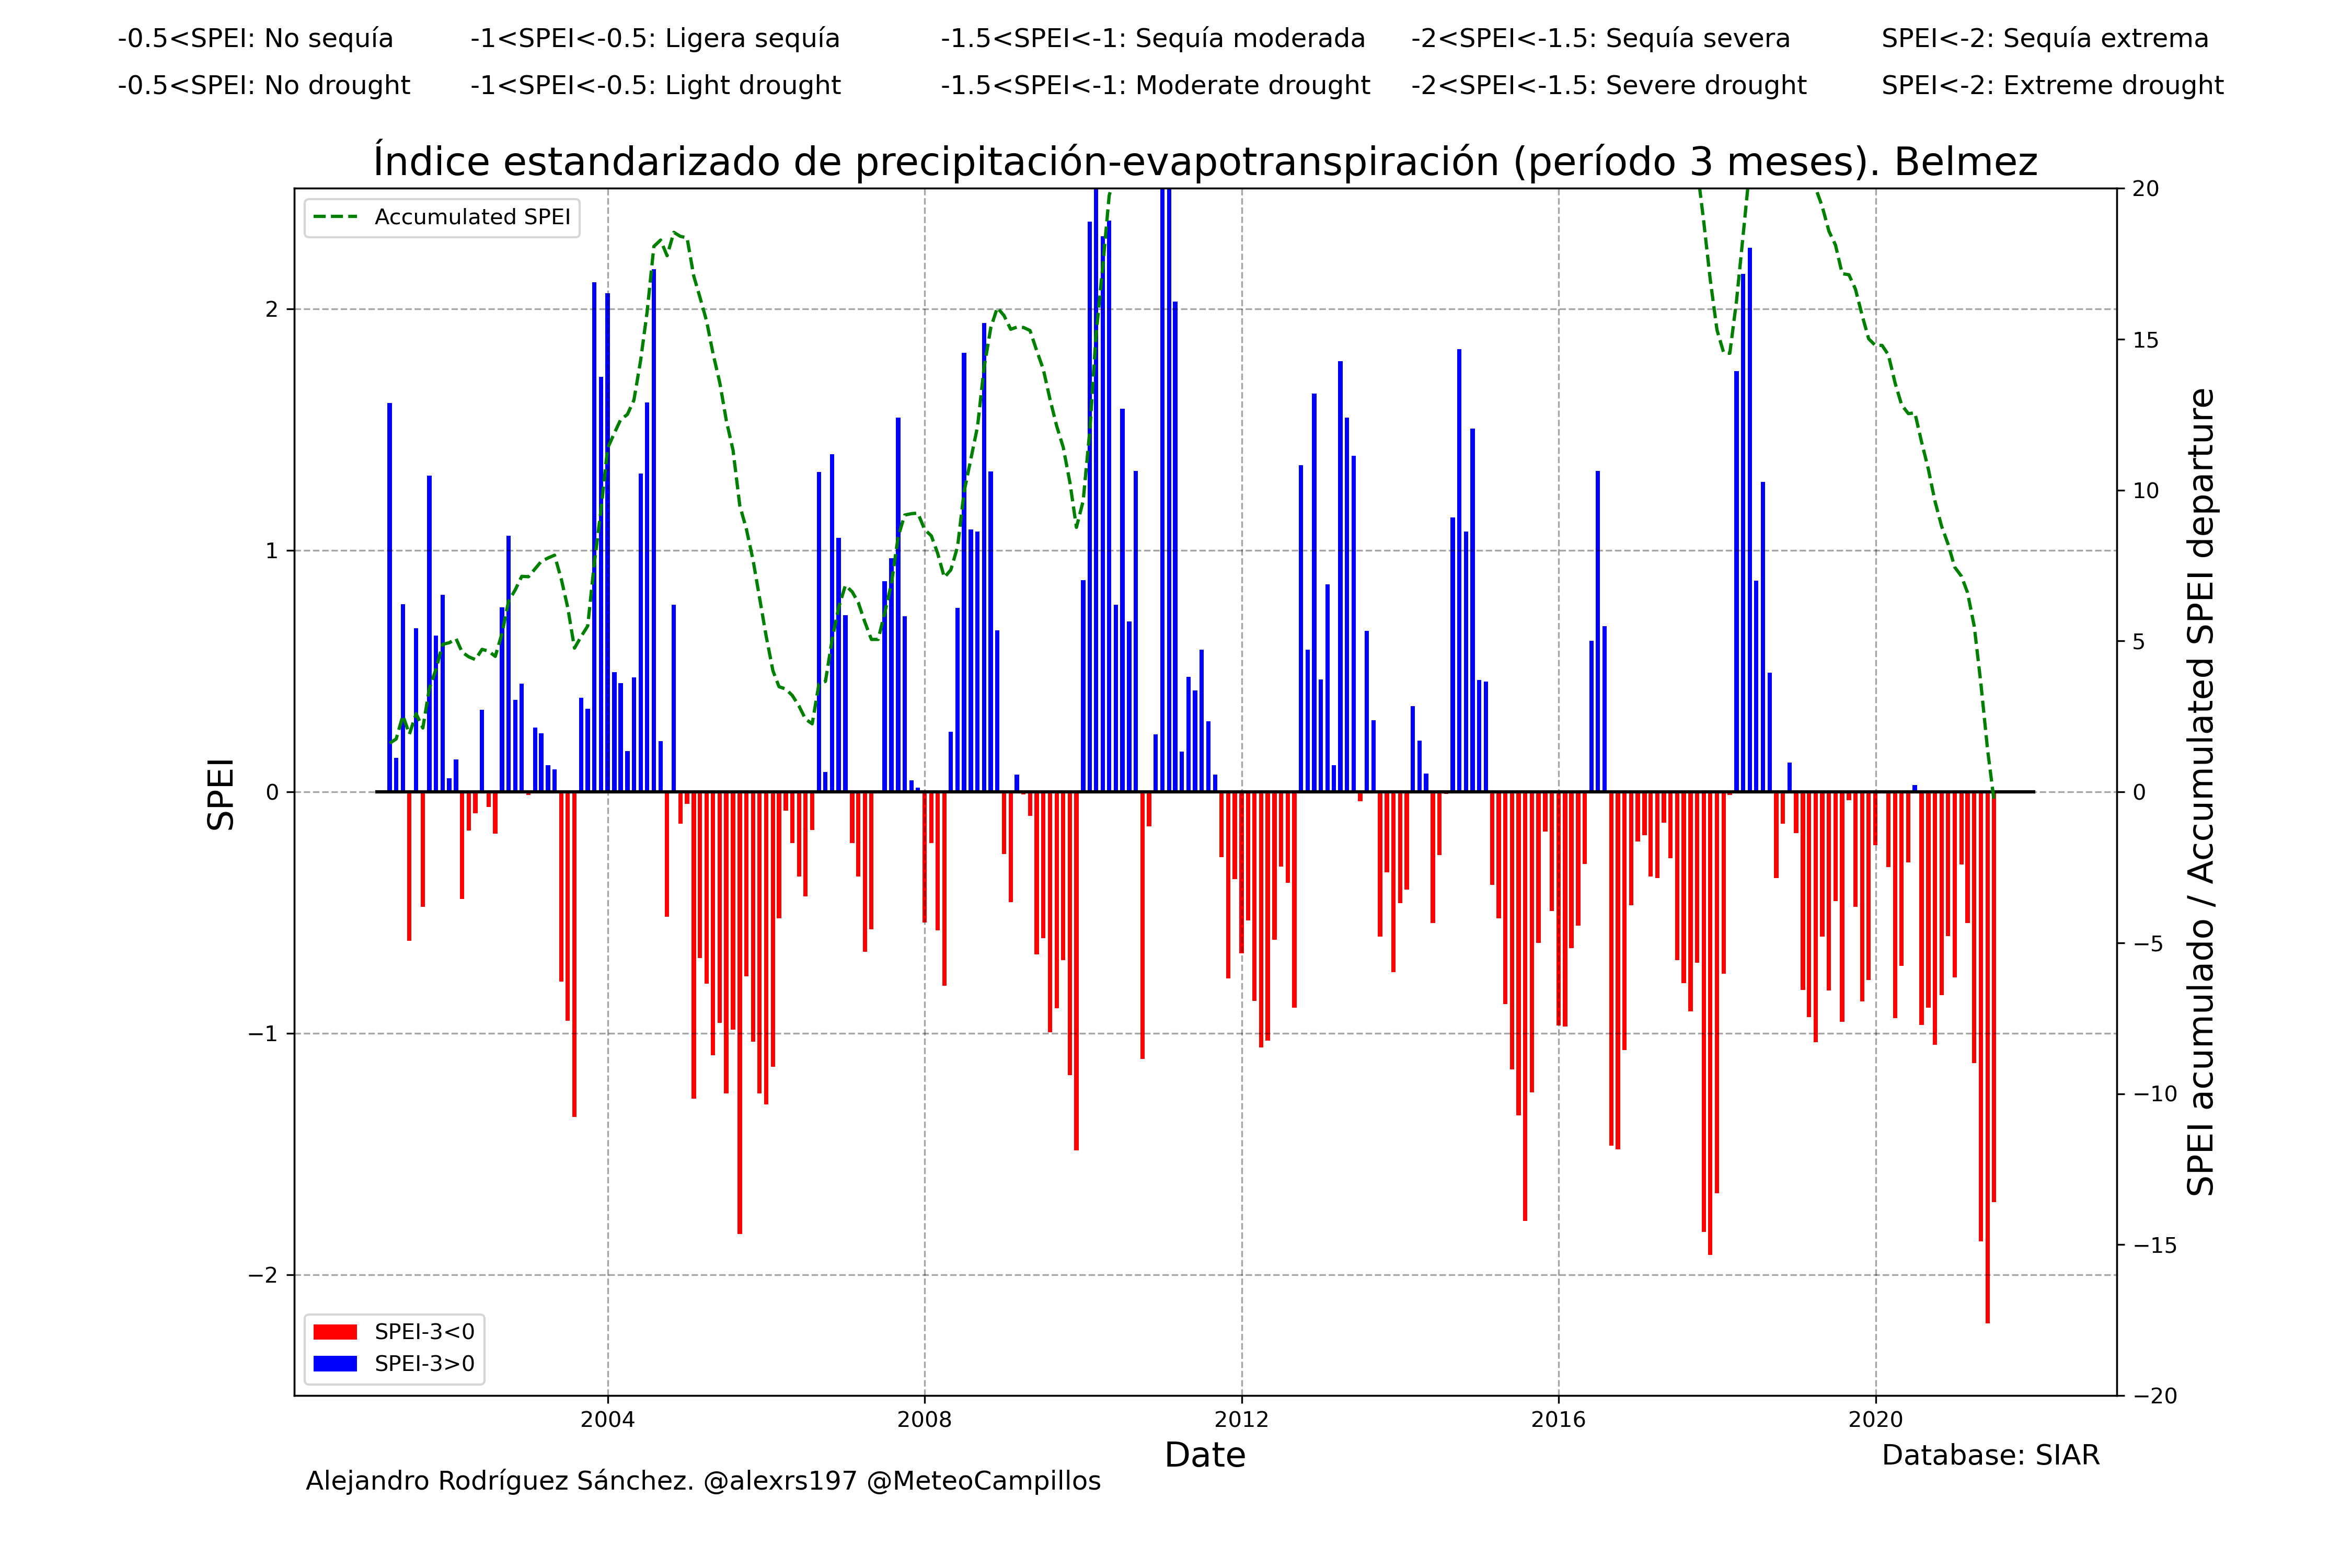 -0.5<SPEI: No sequía -1<SPEI<-0.5: Ligera sequía -1.5<SPEI<-1: Sequía moderada -2<SPEI<-1.5: Sequía severa SPEI<-2: Sequía extrema
-0.5<SPEI: No drought -1<SPEI<-0.5: Light drought -1.5<SPEI<-1: Moderate drought -2<SPEI<-1.5: Severe drought SPEI<-2: Extreme drought
Índice estandarizado de precipitación-evapotranspiración (período 3 meses). Belmez
Accumulated SPEI
SPEI
2
1
0
−1
−2
20
15
10
5
0
−5
−10
−15
−20
SPEI acumulado / Accumulated SPEI departure
SPEI-3<0
SPEI-3>0
2004 2008 2012 2016 2020
Date
Database: SIAR
Alejandro Rodríguez Sánchez. @alexrs197 @MeteoCampillos